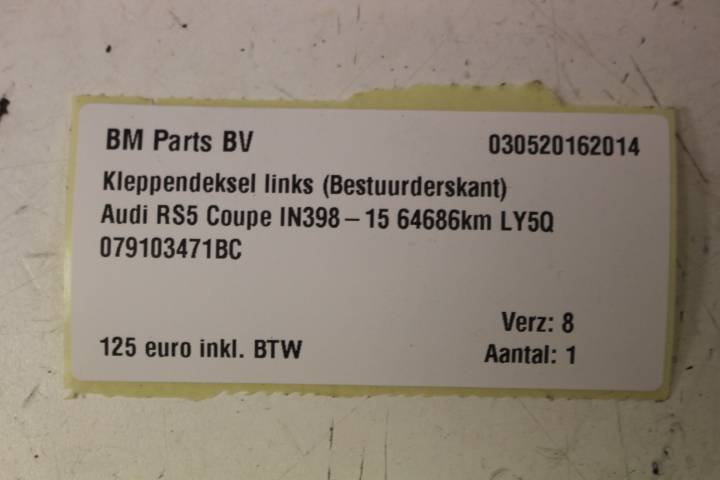 BM Parts BV 030520162014
Kleppendeksel links (Bestuurderskant)
Audi RS5 Coupe IN398-15 64686km LY5Q
079103471BC
Verz: 8
125 euro inkl. BTW Aantal: 1